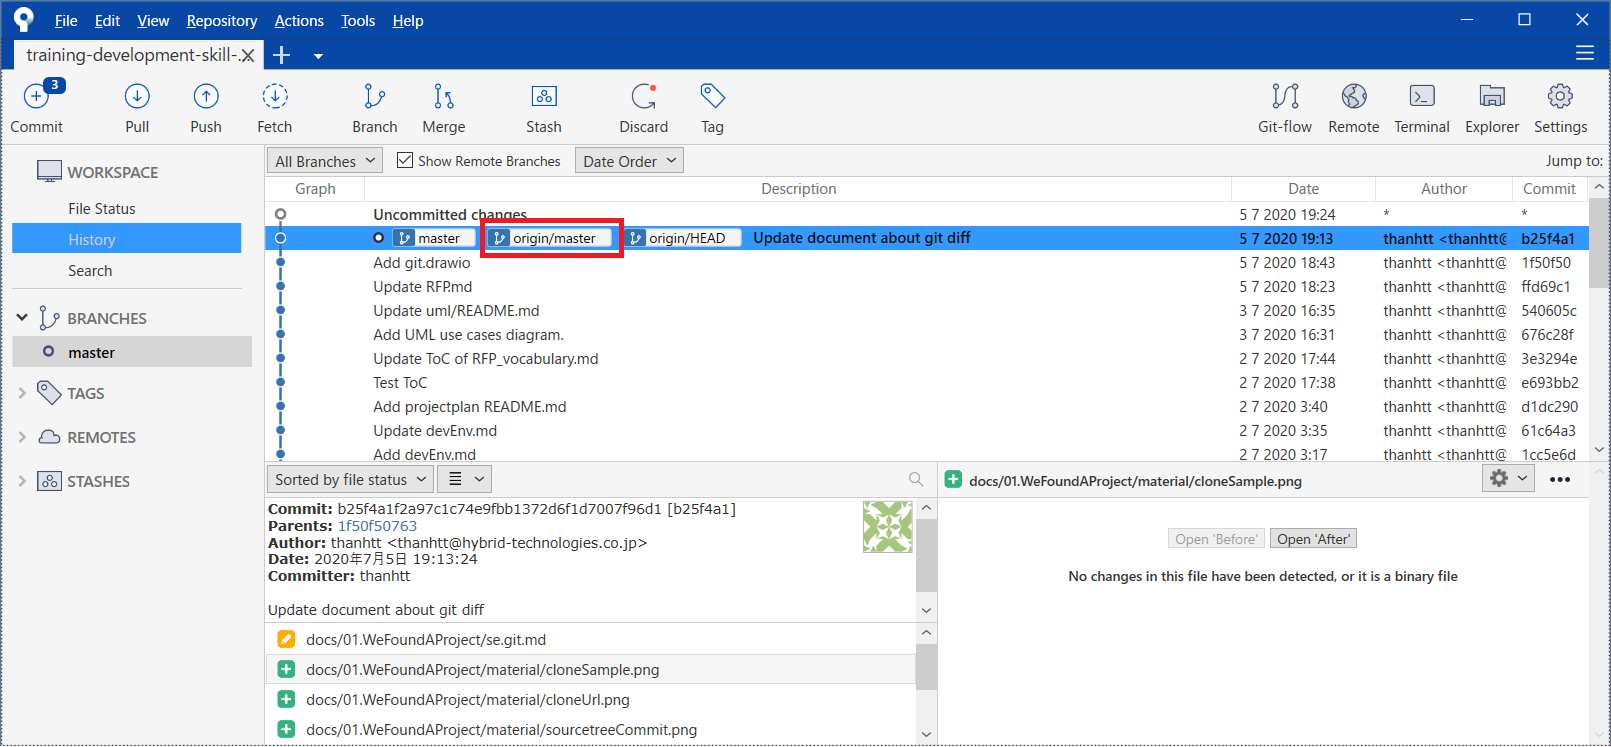 File Edit View Repository Actions Tools Help
training-development-skill-...
3
Commit Pull Push Fetch Branch Merge Stash Discard Tag Git-flow Remote Terminal Explorer Settings
WORKSPACE
File Status
History
Search
BRANCHES
master
TAGS
REMOTES
STASHES
All Branches Show Remote Branches Date Order Jump to:
Graph Description Date Author Commit
Uncommitted changes 5 7 2020 19:24 * *
master origin/master origin/HEAD Update document about git diff 5 7 2020 19:13 thanhtt <thanhtt@ b25f4a1
Add git.drawio 5 7 2020 18:43 thanhtt <thanhtt@ 1f50f50
Update RFP.md 5 7 2020 18:23 thanhtt <thanhtt@ ffd69c1
Update uml/README.md 3 7 2020 16:35 thanhtt <thanhtt@ 540605c
Add UML use cases diagram. 3 7 2020 16:31 thanhtt <thanhtt@ 676c28f
Update ToC of RFP_vocabulary.md 2 7 2020 17:44 thanhtt <thanhtt@ 3e3294e
Test ToC 2 7 2020 17:38 thanhtt <thanhtt@ e693bb2
Add projectplan README.md 2 7 2020 3:40 thanhtt <thanhtt@ d1dc290
Update devEnv.md 2 7 2020 3:35 thanhtt <thanhtt@ 61c64a3
Add devEnv.md 2 7 2020 3:17 thanhtt <thanhtt@ 1cc5e6d
Sorted by file status
Commit: b25f4a1f2a97c1c74e9fbb1372d6f1d7007f96d1 [b25f4a1]
Parents: 1f50f50763
Author: thanhtt <thanhtt@hybrid-technologies.co.jp>
Date: 2020年7月5日 19:13:24
Committer: thanhtt
Update document about git diff
docs/01.WeFoundAProject/se.git.md
docs/01.WeFoundAProject/material/cloneSample.png
docs/01.WeFoundAProject/material/cloneUrl.png
docs/01.WeFoundAProject/material/sourcetreeCommit.png
docs/01.WeFoundAProject/material/cloneSample.png
Open 'Before' Open 'After'
No changes in this file have been detected, or it is a binary file